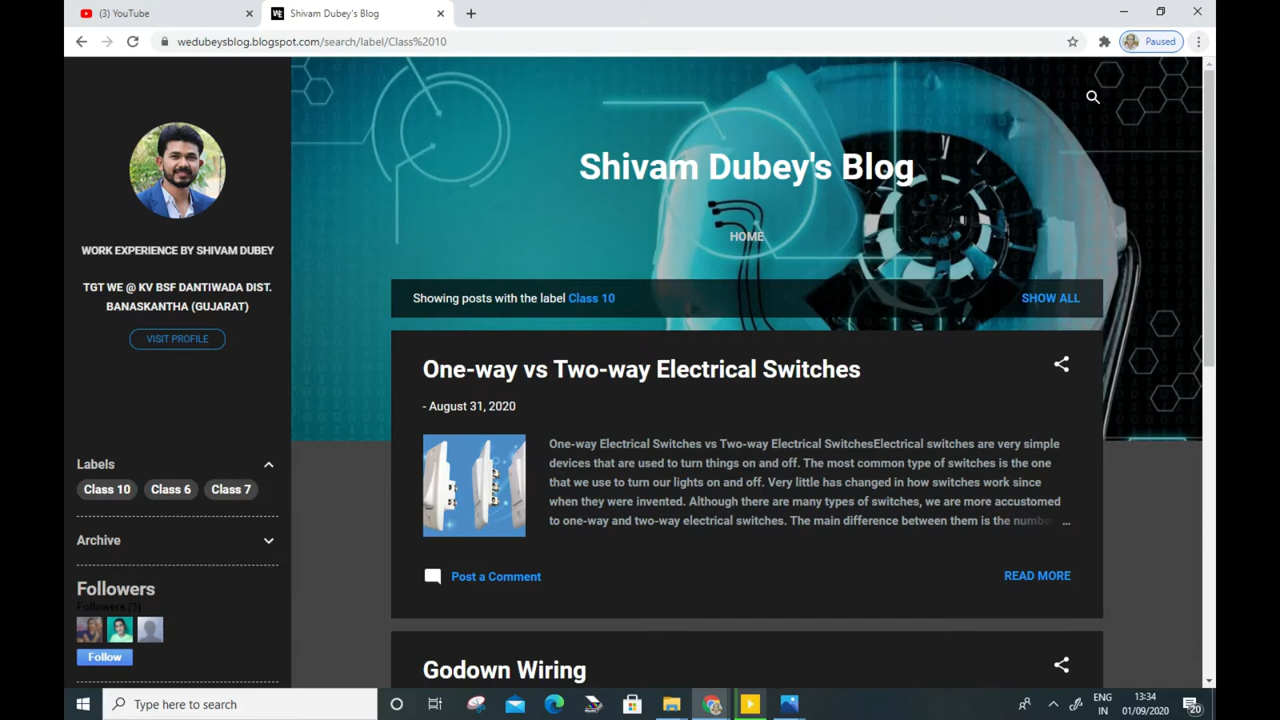 (3) YouTube
Shivam Dubey's Blog
wedubeysblog.blogspot.com/search/label/Class%2010
Paused
WORK EXPERIENCE BY SHIVAM DUBEY
TGT WE @ KV BSF DANTIWADA DIST.
BANASKANTHA (GUJARAT)
VISIT PROFILE
Labels
Class 10 Class 6 Class 7
Archive
Followers
Followers (3)
Follow
Shivam Dubey's Blog
HOME
Showing posts with the label Class 10
SHOW ALL
One-way vs Two-way Electrical Switches
- August 31, 2020
One-way Electrical Switches vs Two-way Electrical SwitchesElectrical switches are very simple
devices that are used to turn things on and off. The most common type of switches is the one
that we use to turn our lights on and off. Very little has changed in how switches work since
when they were invented. Although there are many types of switches, we are more accustomed
to one-way and two-way electrical switches. The main difference between them is the numbe ...
Post a Comment
READ MORE
Godown Wiring
Type here to search
ENG
IN
13:34
01/09/2020
20